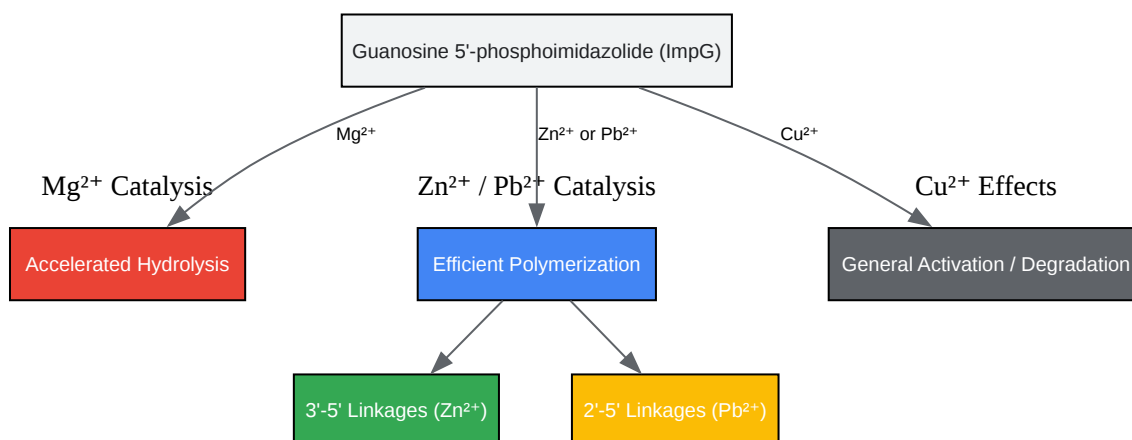 Guanosine 5'-phosphoimidazolide (ImpG)
Mg²⁺
Zn²⁺ or Pb²⁺
Cu²⁺
Mg²⁺ Catalysis
Zn²⁺ / Pb²⁺ Catalysis
Cu²⁺ Effects
Accelerated Hydrolysis
Efficient Polymerization
General Activation / Degradation
3'-5' Linkages (Zn²⁺)
2'-5' Linkages (Pb²⁺)